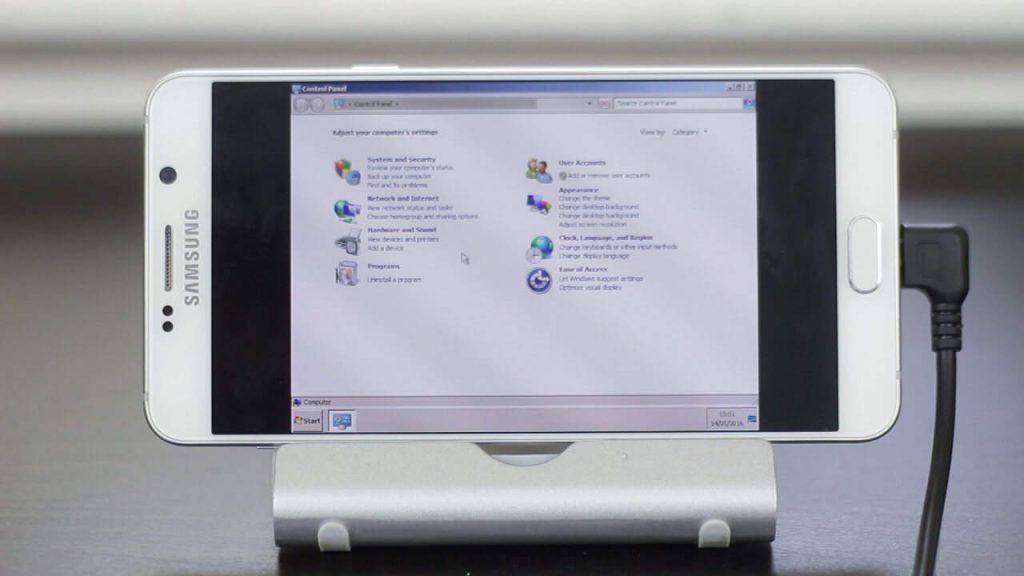 SAMSUNG
Control Panel
Control Panel
Search Control Panel
Adjust your computer's settings
View by: Category
System and Security
Review your computer's status
Back up your computer
Find and fix problems
Network and Internet
View network status and tasks
Choose homegroup and sharing options
Hardware and Sound
View devices and printers
Add a device
Programs
Uninstall a program
User Accounts
Add or remove user accounts
Appearance
Change the theme
Change desktop background
Change desktop background
Adjust screen resolution
Clock, Language, and Region
Change keyboards or other input methods
Change display language
Ease of Access
Let Windows suggest settings
Optimize visual display
Computer
Start